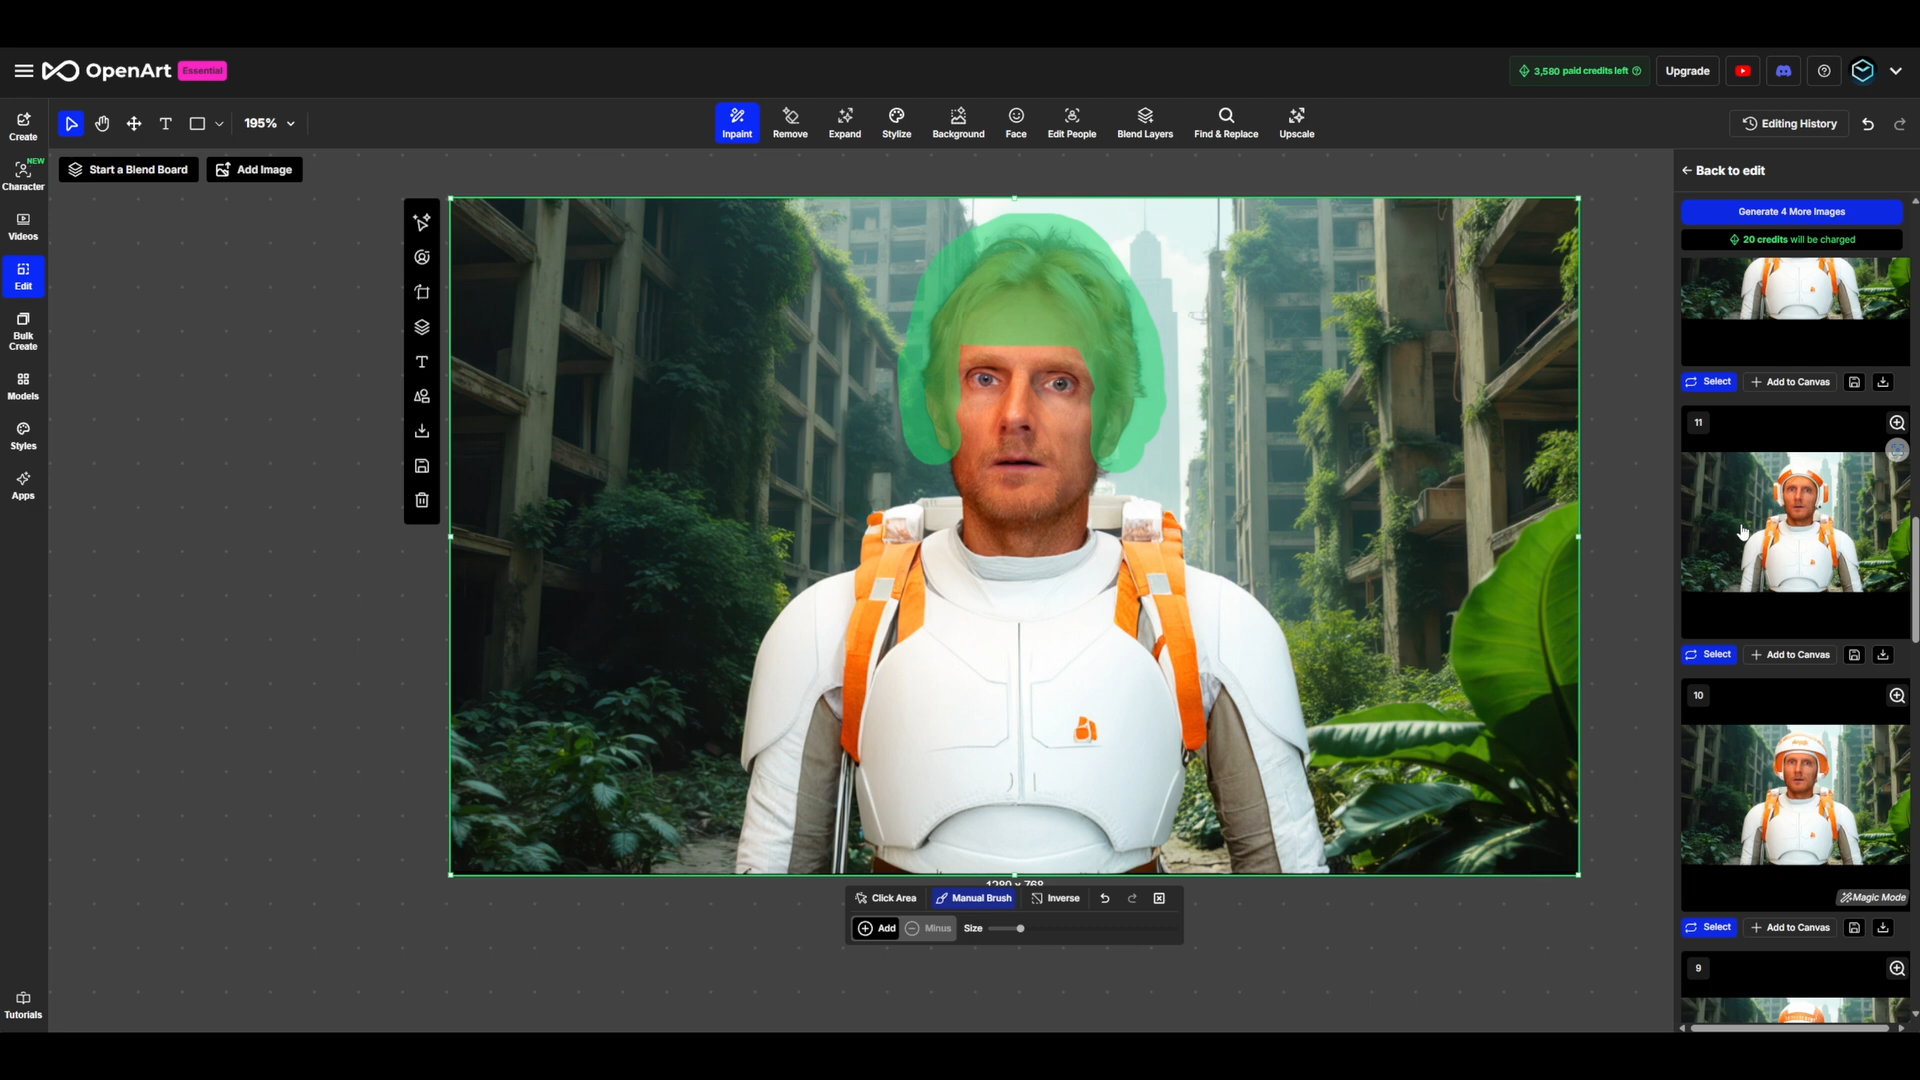 OpenArt Essential
3,580 paid credits left
Upgrade
Create
195%
Inpaint
Remove
Expand
Stylize
Background
Face
Edit People
Blend Layers
Find & Replace
Upscale
Editing History
NEW
Character
Start a Blend Board
Add Image
Back to edit
Videos
Generate 4 More Images
20 credits will be charged
Edit
Bulk
Create
Models
Styles
Apps
Select
Add to Canvas
11
Select
Add to Canvas
10
Magic Mode
Select
Add to Canvas
9
1280 x 768
Click Area
Manual Brush
Inverse
Add
Minus
Size
Tutorials